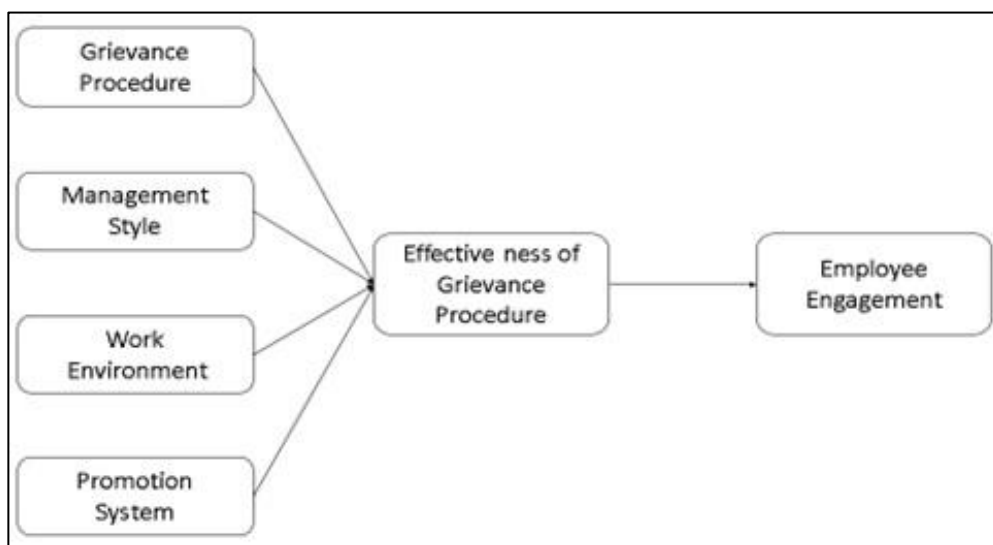 Grievance
Procedure
Management
Style
Work
Environment
Promotion
System
Effective ness of
Grievance
Procedure
Employee
Engagement